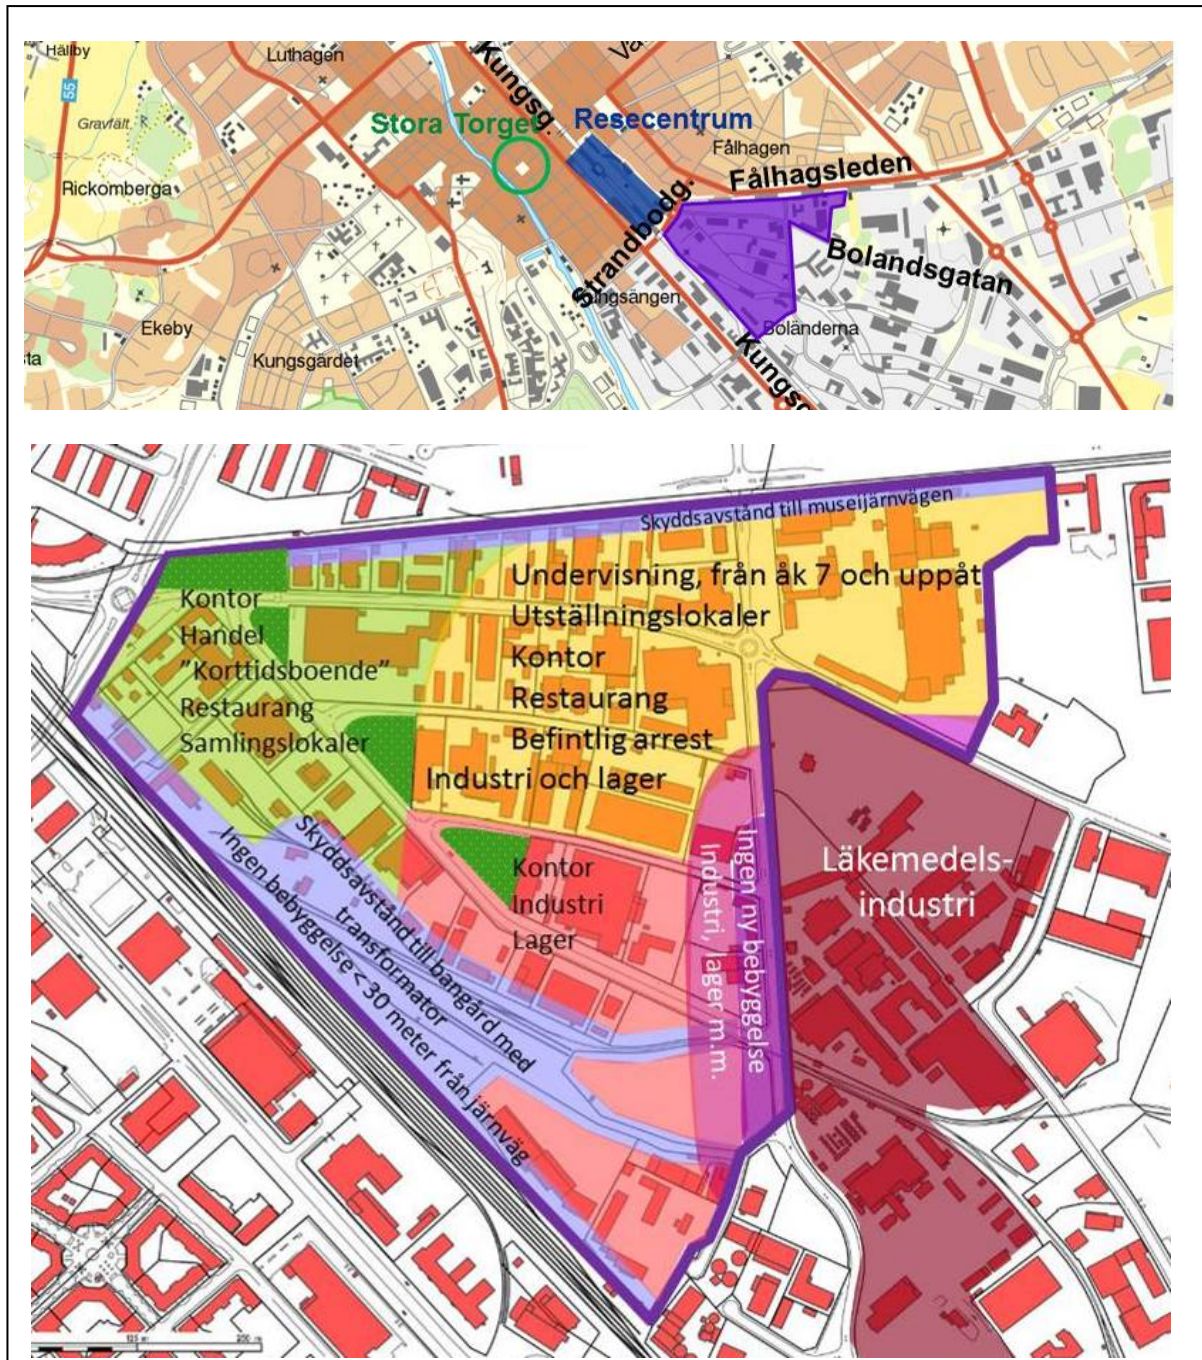 Hällby
Luthagen
Kungsg.
55
Stora Torget
Resecentrum
Gravfält
Fålhagen
Rickomberga
Fålhagsleden
Strandbodg.
Bolandsgatan
Kungsängen
Ekeby
Boländerna
Kungsgärdet
Skyddsavstånd till museijärnvägen
Kontor
Handel
”Korttidsboende”
Restaurang
Samlingslokaler
Undervisning, från åk 7 och uppåt
Utställningslokaler
Kontor
Restaurang
Befintlig arrest
Industri och lager
Kontor
Industri
Lager
Skyddsavstånd till bangård med
transformator
Ingen bebyggelse < 30 meter från järnväg
Ingen ny bebyggelse
Industri, lager m.m.
Läkemedels-
industri